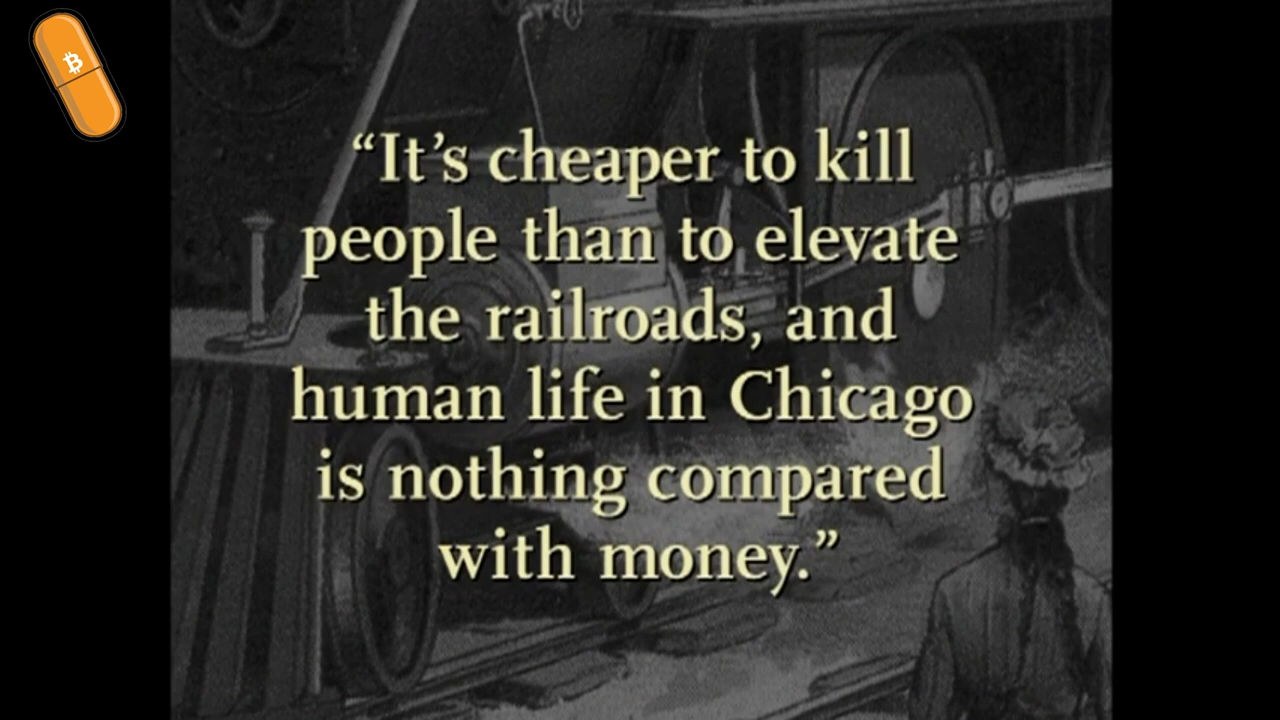 ₿
“It’s cheaper to kill
people than to elevate
the railroads, and
human life in Chicago
is nothing compared
with money.”